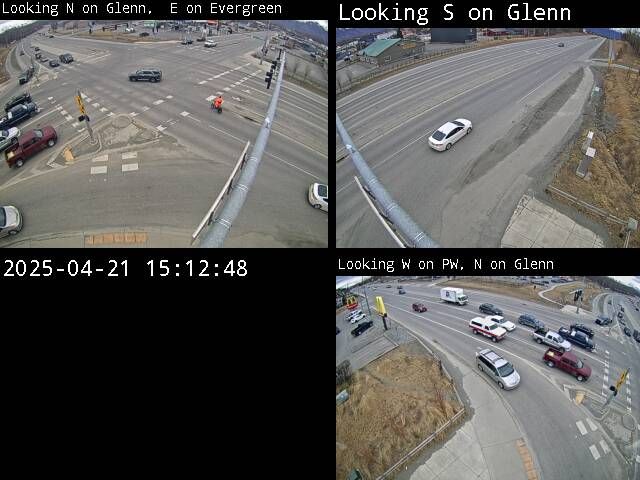 Looking N on Glenn, E on Evergreen
Looking S on Glenn
2025-04-21 15:12:48
Looking W on PW, N on Glenn